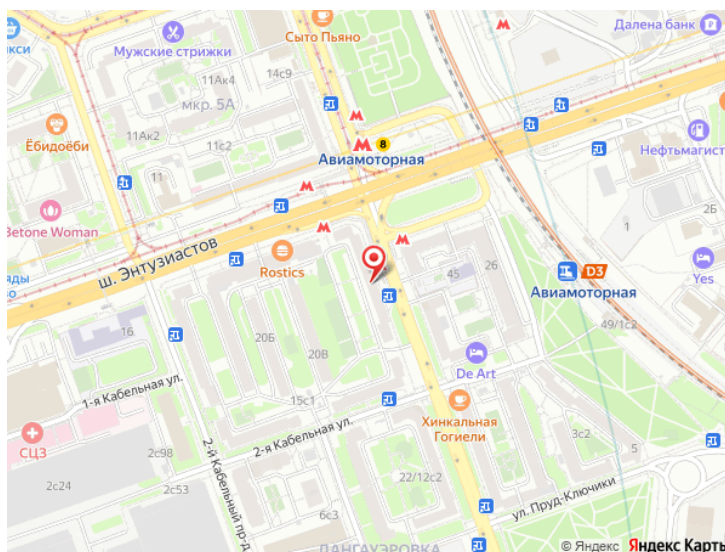 Далена банк
кси
Мужские стрижки
Сыто Пьяно
11Ак4
14с9
мкр. 5А
Ёбидоёби
11Ак2
11с2
8
Авиамоторная
Нефтьмагист
11
2Б
1
Betone Woman
ш. Энтузиастов
яды
Rostics
45
26
D3
Авиамоторная
Yes
16
20Б
20В
49/1с2
De Art
1-я Кабельная ул.
15с1
Хинкальная
Гогиели
СЦЗ
2-я Кабельная ул.
3с2
2-й Кабельный пр-д
2с98
2с24
2с53
22/12с2
ул. Пруд-Ключики
6с3
ДАНГАУЭРОВКА
© Яндекс
Яндекс Карты